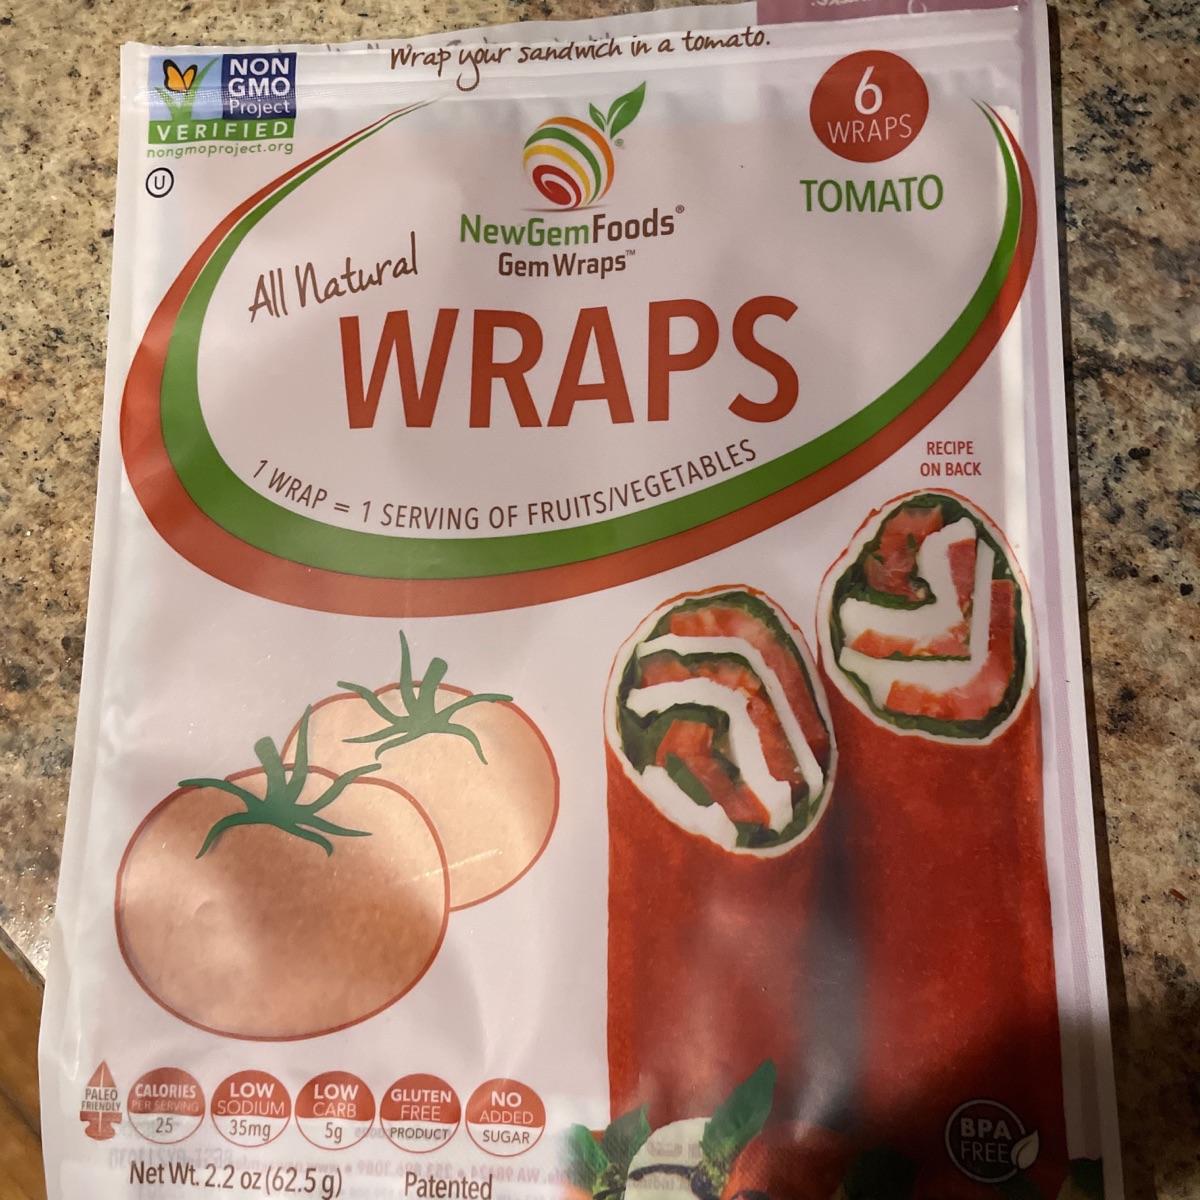 Wrap your sandwich in a tomato.
NON
GMO
Project
VERIFIED
nongmoproject.org
U
6
WRAPS
TOMATO
NewGemFoods®
Gem Wraps™
All Natural
WRAPS
1 WRAP = 1 SERVING OF FRUITS/VEGETABLES
RECIPE
ON BACK
PALEO
FRIENDLY
CALORIES
PER SERVING
25
LOW
SODIUM
35mg
LOW
CARB
5g
GLUTEN
FREE
PRODUCT
NO
ADDED
SUGAR
BPA
FREE
Net Wt. 2.2 oz (62.5 g)
Patented